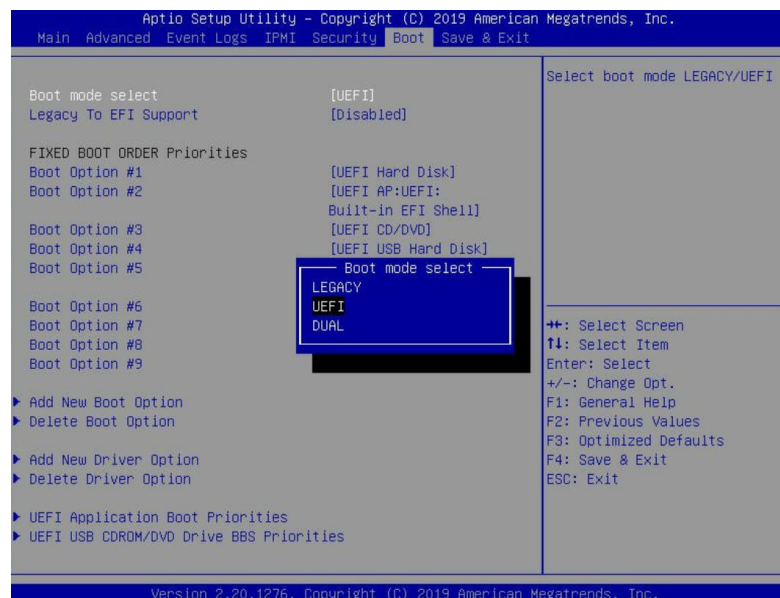 Aptio Setup Utility – Copyright (C) 2019 American Megatrends, Inc.
Main Advanced Event Logs IPMI Security Boot Save & Exit
Select boot mode LEGACY/UEFI
Boot mode select [UEFI]
Legacy To EFI Support [Disabled]
FIXED BOOT ORDER Priorities
Boot Option #1 [UEFI Hard Disk]
Boot Option #2 [UEFI AP:UEFI:
Built-in EFI Shell]
Boot Option #3 [UEFI CD/DVD]
Boot Option #4 [UEFI USB Hard Disk]
Boot Option #5
Boot Option #6
Boot Option #7
Boot Option #8
Boot Option #9
Boot mode select
LEGACY
UEFI
DUAL
Add New Boot Option
Delete Boot Option
Add New Driver Option
Delete Driver Option
UEFI Application Boot Priorities
UEFI USB CDROM/DVD Drive BBS Priorities
→←: Select Screen
↑↓: Select Item
Enter: Select
+/-: Change Opt.
F1: General Help
F2: Previous Values
F3: Optimized Defaults
F4: Save & Exit
ESC: Exit
Version 2.20.1276. Copyright (C) 2019 American Megatrends, Inc.